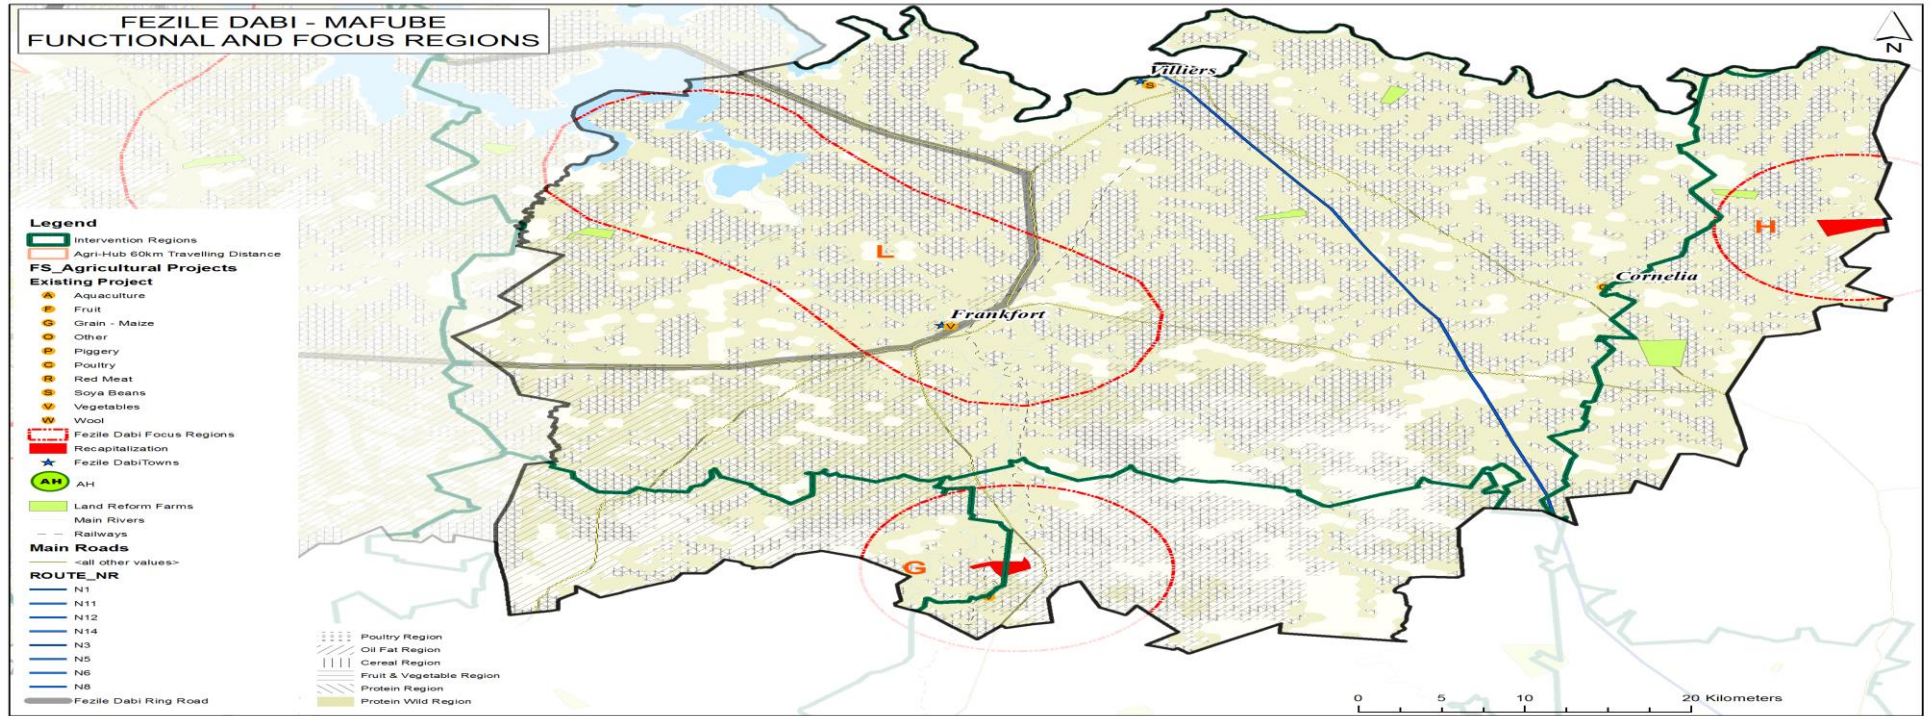 FEZILE DABI - MAFUBE
FUNCTIONAL AND FOCUS REGIONS
N
Villiers
S
H
L
Cornelia
Frankfort
V
G
Legend
Intervention Regions
Agri-Hub 60km Travelling Distance
FS_Agricultural Projects
Existing Project
A Aquaculture
F Fruit
G Grain - Maize
O Other
P Piggery
C Poultry
R Red Meat
S Soya Beans
V Vegetables
W Wool
Fezile Dabi Focus Regions
Recapitalization
Fezile DabiTowns
AH AH
Land Reform Farms
Main Rivers
Railways
Main Roads
<all other values>
ROUTE_NR
N1
N11
N12
N14
N3
N5
N6
N8
Fezile Dabi Ring Road
Poultry Region
Oil Fat Region
Cereal Region
Fruit & Vegetable Region
Protein Region
Protein Wild Region
0 5 10 20 Kilometers